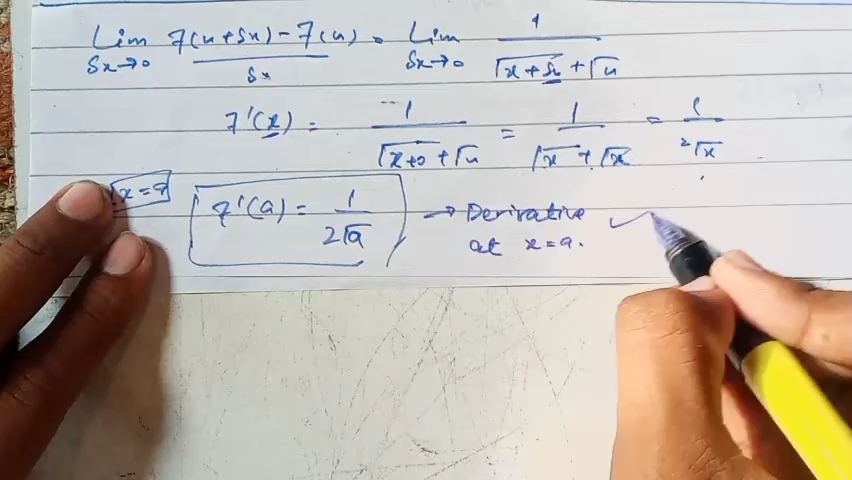 Lim δx→0 f(x+δx) - f(x) / δx = Lim δx→0 1 / √x+δx + √x
f'(x) = 1 / √x+0 + √x = 1 / √x + √x = 1 / 2√x
x=a f'(a) = 1 / 2√a → Derivative
at x=a.